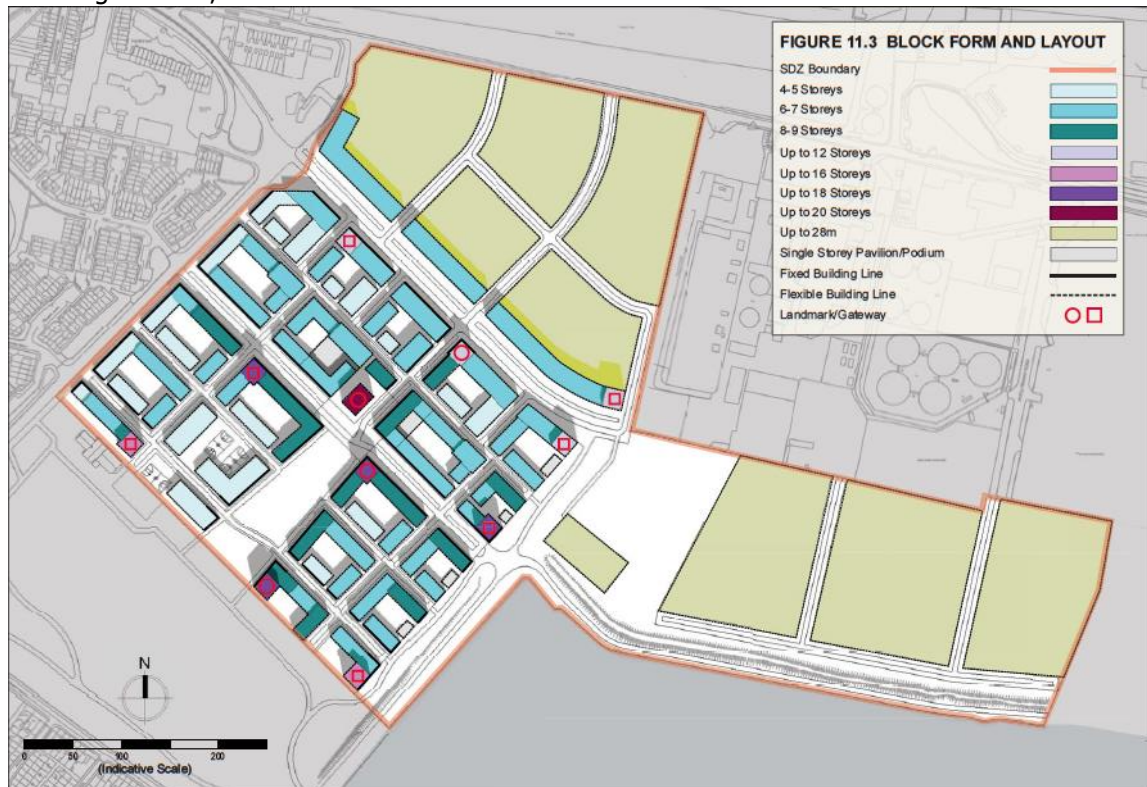 FIGURE 11.3 BLOCK FORM AND LAYOUT
SDZ Boundary
4-5 Storeys
6-7 Storeys
8-9 Storeys
Up to 12 Storeys
Up to 16 Storeys
Up to 18 Storeys
Up to 20 Storeys
Up to 28m
Single Storey Pavilion/Podium
Fixed Building Line
Flexible Building Line
Landmark/Gateway
N
0 50 100 200
(Indicative Scale)